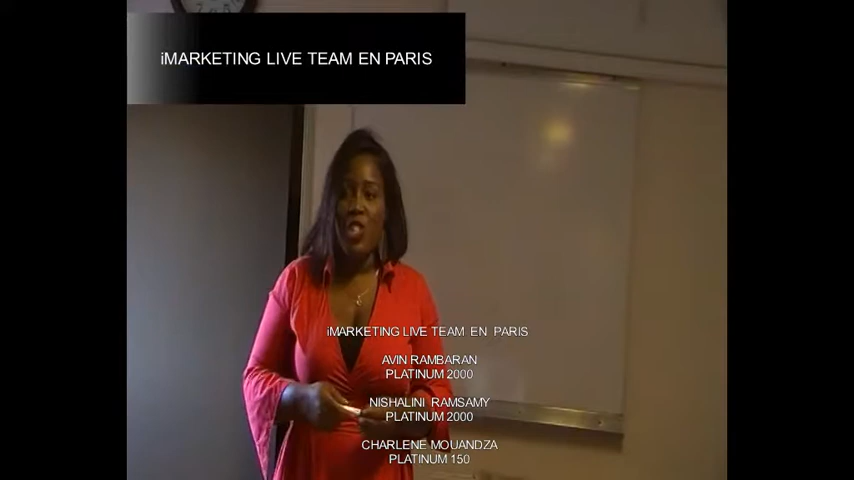 iMARKETING LIVE TEAM EN PARIS
iMARKETING LIVE TEAM EN PARIS
AVIN RAMBARAN
PLATINUM 2000
NISHALINI RAMSAMY
PLATINUM 2000
CHARLENE MOUANDZA
PLATINUM 150